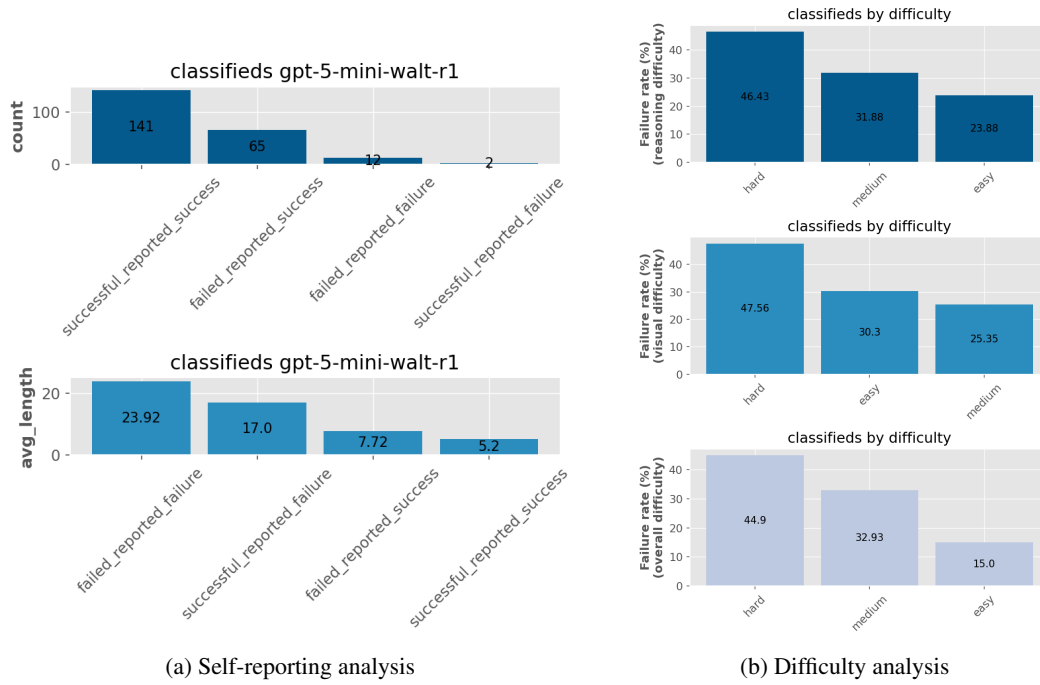 classifieds gpt-5-mini-walt-r1
count
100
0
141
65
12
2
successful_reported_success
failed_reported_success
failed_reported_failure
successful_reported_failure
classifieds gpt-5-mini-walt-r1
avg_length
20
0
23.92
17.0
7.72
5.2
failed_reported_failure
successful_reported_failure
failed_reported_success
successful_reported_success
(a) Self-reporting analysis
classifieds by difficulty
Failure rate (%)
(reasoning difficulty)
40
30
20
10
0
46.43
31.88
23.88
hard
medium
easy
classifieds by difficulty
Failure rate (%)
(visual difficulty)
40
30
20
10
0
47.56
30.3
25.35
hard
easy
medium
classifieds by difficulty
Failure rate (%)
(overall difficulty)
40
30
20
10
0
44.9
32.93
15.0
hard
medium
easy
(b) Difficulty analysis